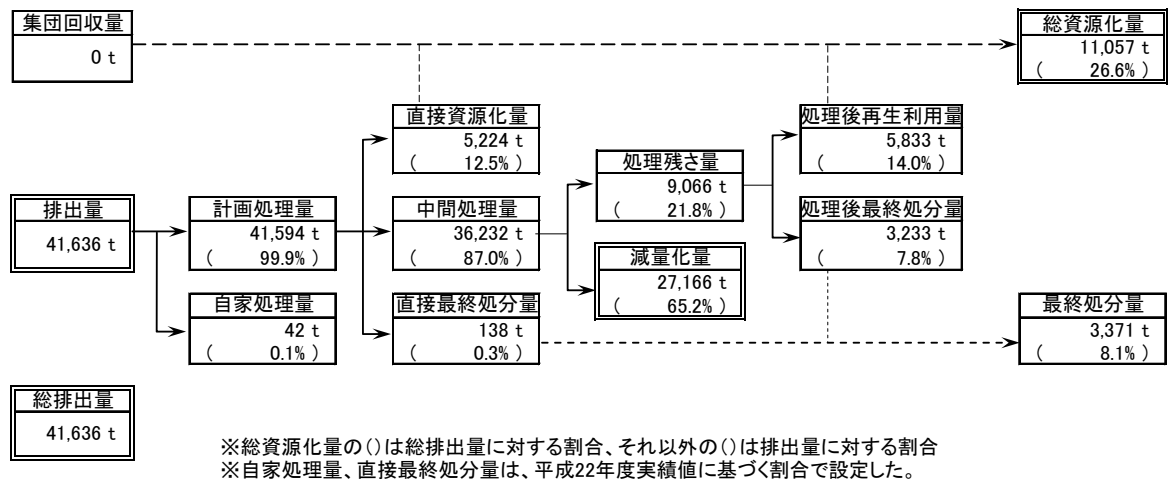 集団回収量
0 t
総資源化量
11,057 t
( 26.6% )
直接資源化量
5,224 t
( 12.5% )
処理後再生利用量
5,833 t
( 14.0% )
処理残さ量
9,066 t
( 21.8% )
排出量
41,636 t
計画処理量
41,594 t
( 99.9% )
中間処理量
36,232 t
( 87.0% )
処理後最終処分量
3,233 t
( 7.8% )
減量化量
27,166 t
( 65.2% )
自家処理量
42 t
( 0.1% )
直接最終処分量
138 t
( 0.3% )
最終処分量
3,371 t
( 8.1% )
総排出量
41,636 t
※総資源化量の()は総排出量に対する割合、それ以外の()は排出量に対する割合
※自家処理量、直接最終処分量は、平成22年度実績値に基づく割合で設定した。